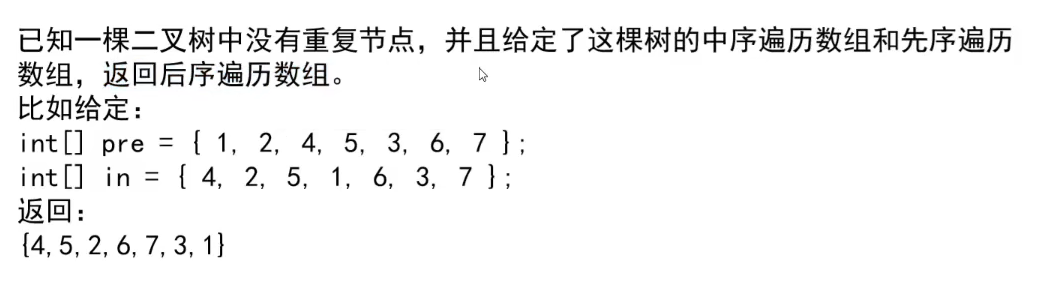 已知一棵二叉树中没有重复节点，并且给定了这棵树的中序遍历数组和先序遍历
数组，返回后序遍历数组。
比如给定：
int[] pre = { 1, 2, 4, 5, 3, 6, 7 };
int[] in = { 4, 2, 5, 1, 6, 3, 7 };
返回：
{4,5,2,6,7,3,1}